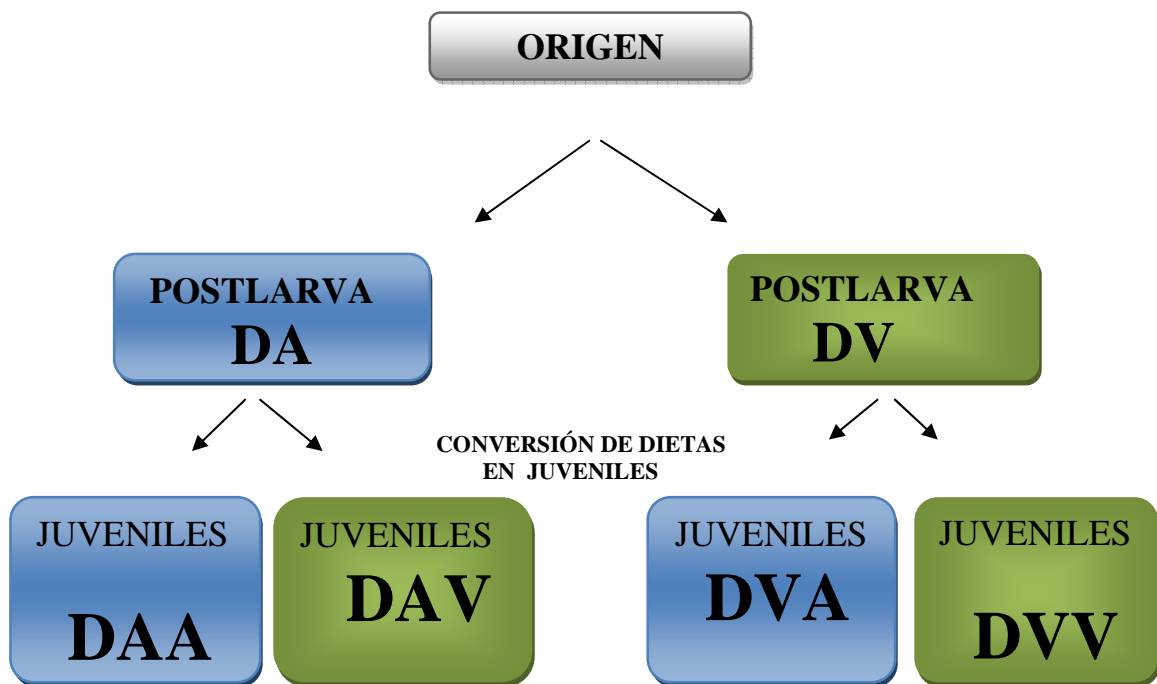 ORIGEN
POSTLARVA
DA
POSTLARVA
DV
CONVERSIÓN DE DIETAS
EN JUVENILES
JUVENILES
DAA
JUVENILES
DAV
JUVENILES
DVA
JUVENILES
DVV